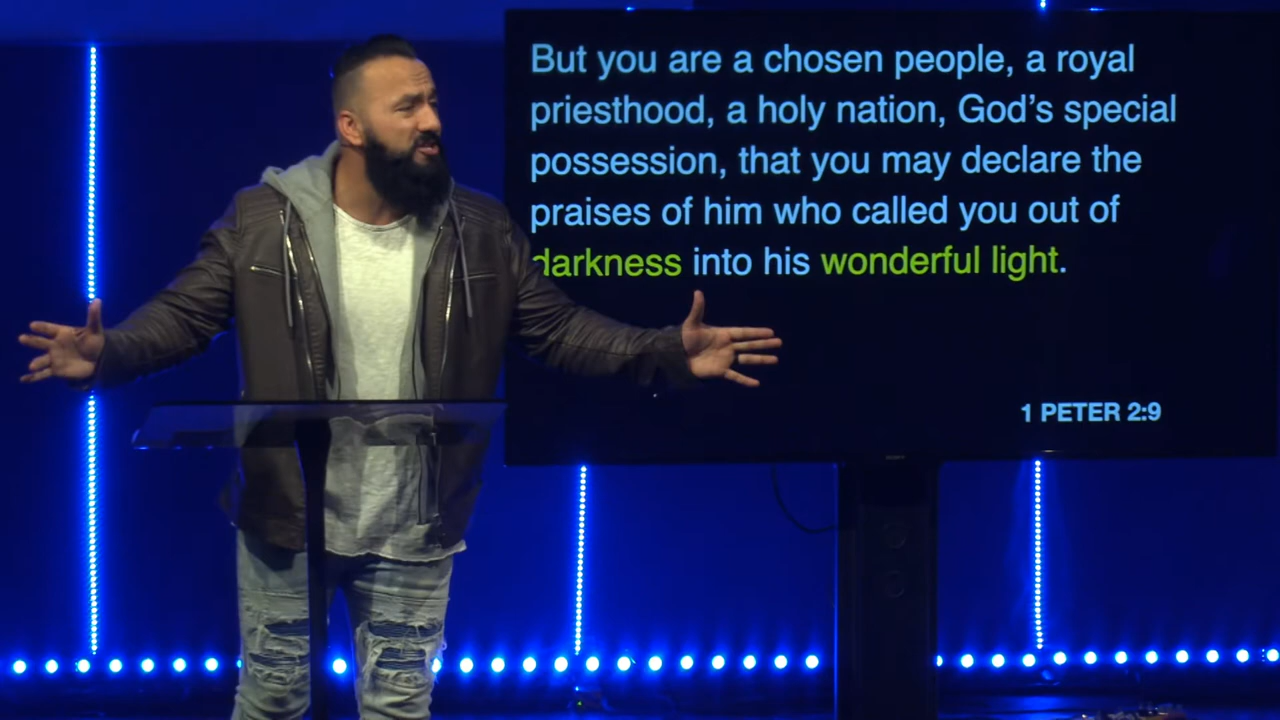 But you are a chosen people, a royal
priesthood, a holy nation, God’s special
possession, that you may declare the
praises of him who called you out of
darkness into his wonderful light.
1 PETER 2:9